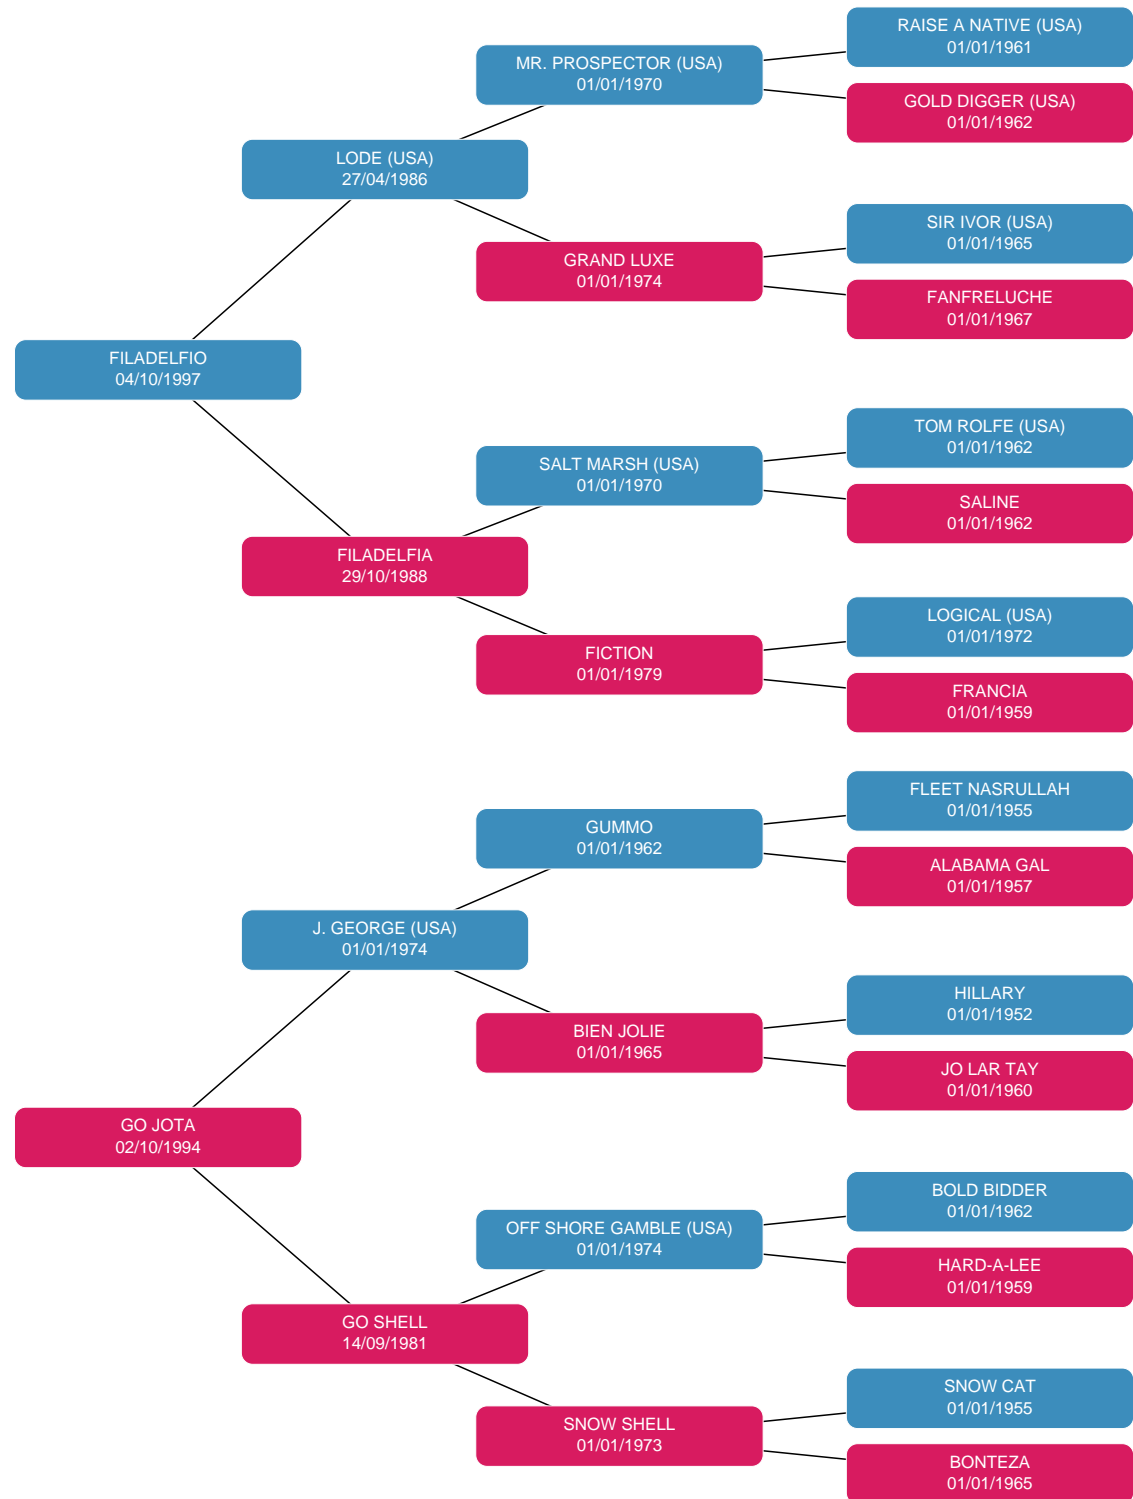 RAISE A NATIVE (USA)
01/01/1961
MR. PROSPECTOR (USA)
01/01/1970
GOLD DIGGER (USA)
01/01/1962
LODE (USA)
27/04/1986
SIR IVOR (USA)
01/01/1965
GRAND LUXE
01/01/1974
FANFRELUCHE
01/01/1967
FILADELFIO
04/10/1997
TOM ROLFE (USA)
01/01/1962
SALT MARSH (USA)
01/01/1970
SALINE
01/01/1962
FILADELFIA
29/10/1988
LOGICAL (USA)
01/01/1972
FICTION
01/01/1979
FRANCIA
01/01/1959
FLEET NASRULLAH
01/01/1955
GUMMO
01/01/1962
ALABAMA GAL
01/01/1957
J. GEORGE (USA)
01/01/1974
HILLARY
01/01/1952
BIEN JOLIE
01/01/1965
JO LAR TAY
01/01/1960
GO JOTA
02/10/1994
BOLD BIDDER
01/01/1962
OFF SHORE GAMBLE (USA)
01/01/1974
HARD-A-LEE
01/01/1959
GO SHELL
14/09/1981
SNOW CAT
01/01/1955
SNOW SHELL
01/01/1973
BONTEZA
01/01/1965